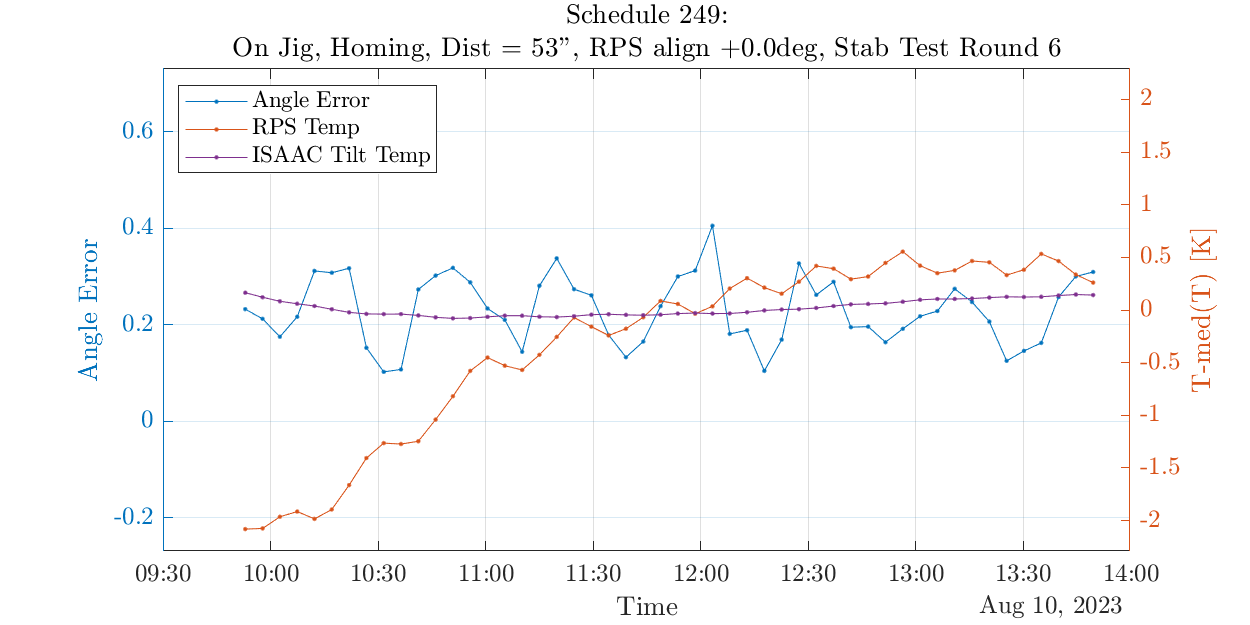 Schedule 249:
On Jig, Homing, Dist = 53”, RPS align +0.0deg, Stab Test Round 6
Angle Error
RPS Temp
ISAAC Tilt Temp
Angle Error
0.6
0.4
0.2
0
-0.2
2
1.5
1
0.5
0
-0.5
-1
-1.5
-2
T-med(T) [K]
09:30 10:00 10:30 11:00 11:30 12:00 12:30 13:00 13:30 14:00
Time
Aug 10, 2023